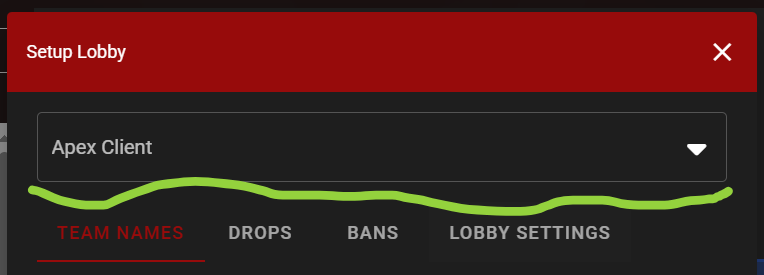 Setup Lobby
Apex Client
TEAM NAMES DROPS BANS LOBBY SETTINGS